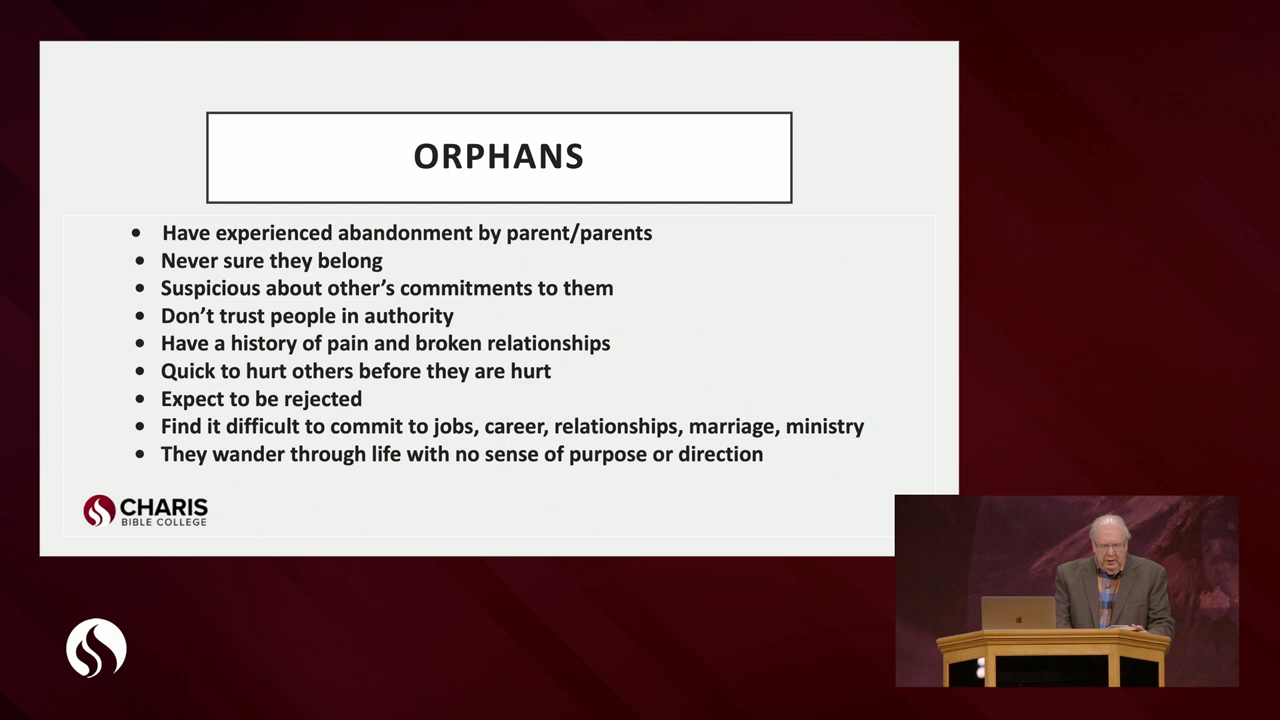 ORPHANS
• Have experienced abandonment by parent/parents
• Never sure they belong
• Suspicious about other’s commitments to them
• Don’t trust people in authority
• Have a history of pain and broken relationships
• Quick to hurt others before they are hurt
• Expect to be rejected
• Find it difficult to commit to jobs, career, relationships, marriage, ministry
• They wander through life with no sense of purpose or direction
CHARIS
BIBLE COLLEGE